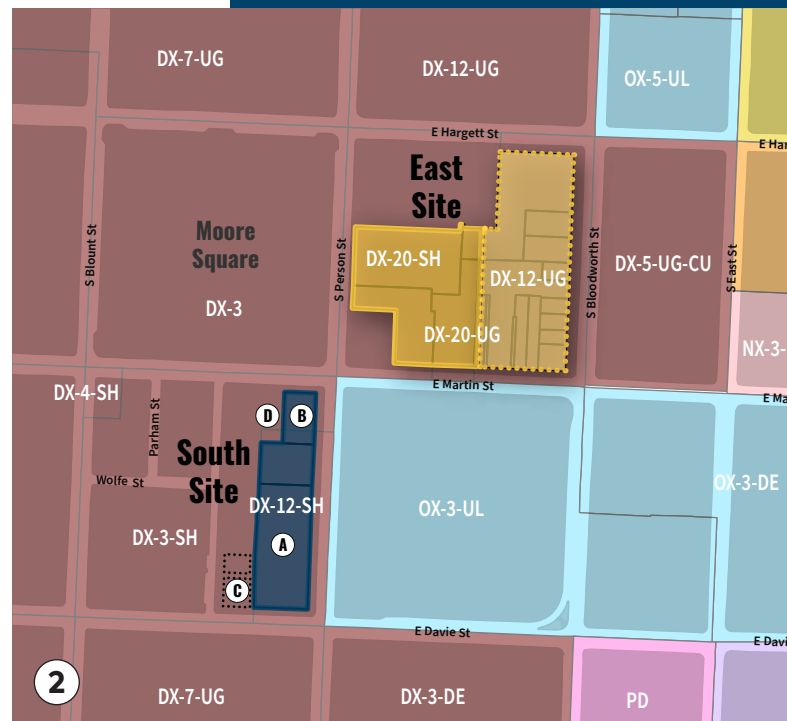 DX-7-UG
DX-12-UG
OX-5-UL
E Hargett St
E Har
East
Site
S Blount St
Moore
Square
DX-3
S Person St
DX-20-SH
DX-12-UG
DX-20-UG
S Bloodworth St
DX-5-UG-CU
S East St
NX-3-
E Martin St
E Ma
DX-4-SH
Parham St
D
B
South
Site
Wolfe St
DX-12-SH
DX-3-SH
A
C
OX-3-UL
OX-3-DE
E Davie St
E Davi
2
DX-7-UG
DX-3-DE
PD